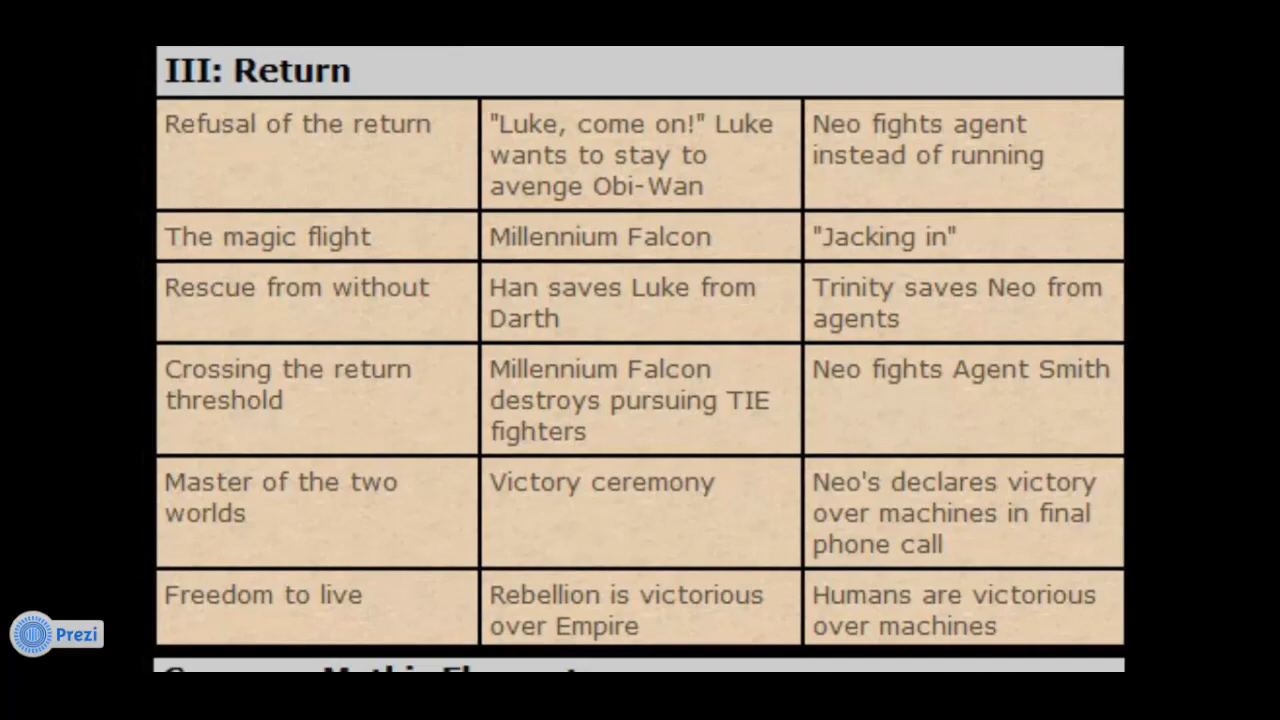 III: Return
Refusal of the return
"Luke, come on!" Luke
wants to stay to
avenge Obi-Wan
Neo fights agent
instead of running
The magic flight
Millennium Falcon
"Jacking in"
Rescue from without
Han saves Luke from
Darth
Trinity saves Neo from
agents
Crossing the return
threshold
Millennium Falcon
destroys pursuing TIE
fighters
Neo fights Agent Smith
Master of the two
worlds
Victory ceremony
Neo's declares victory
over machines in final
phone call
Freedom to live
Rebellion is victorious
over Empire
Humans are victorious
over machines
Prezi